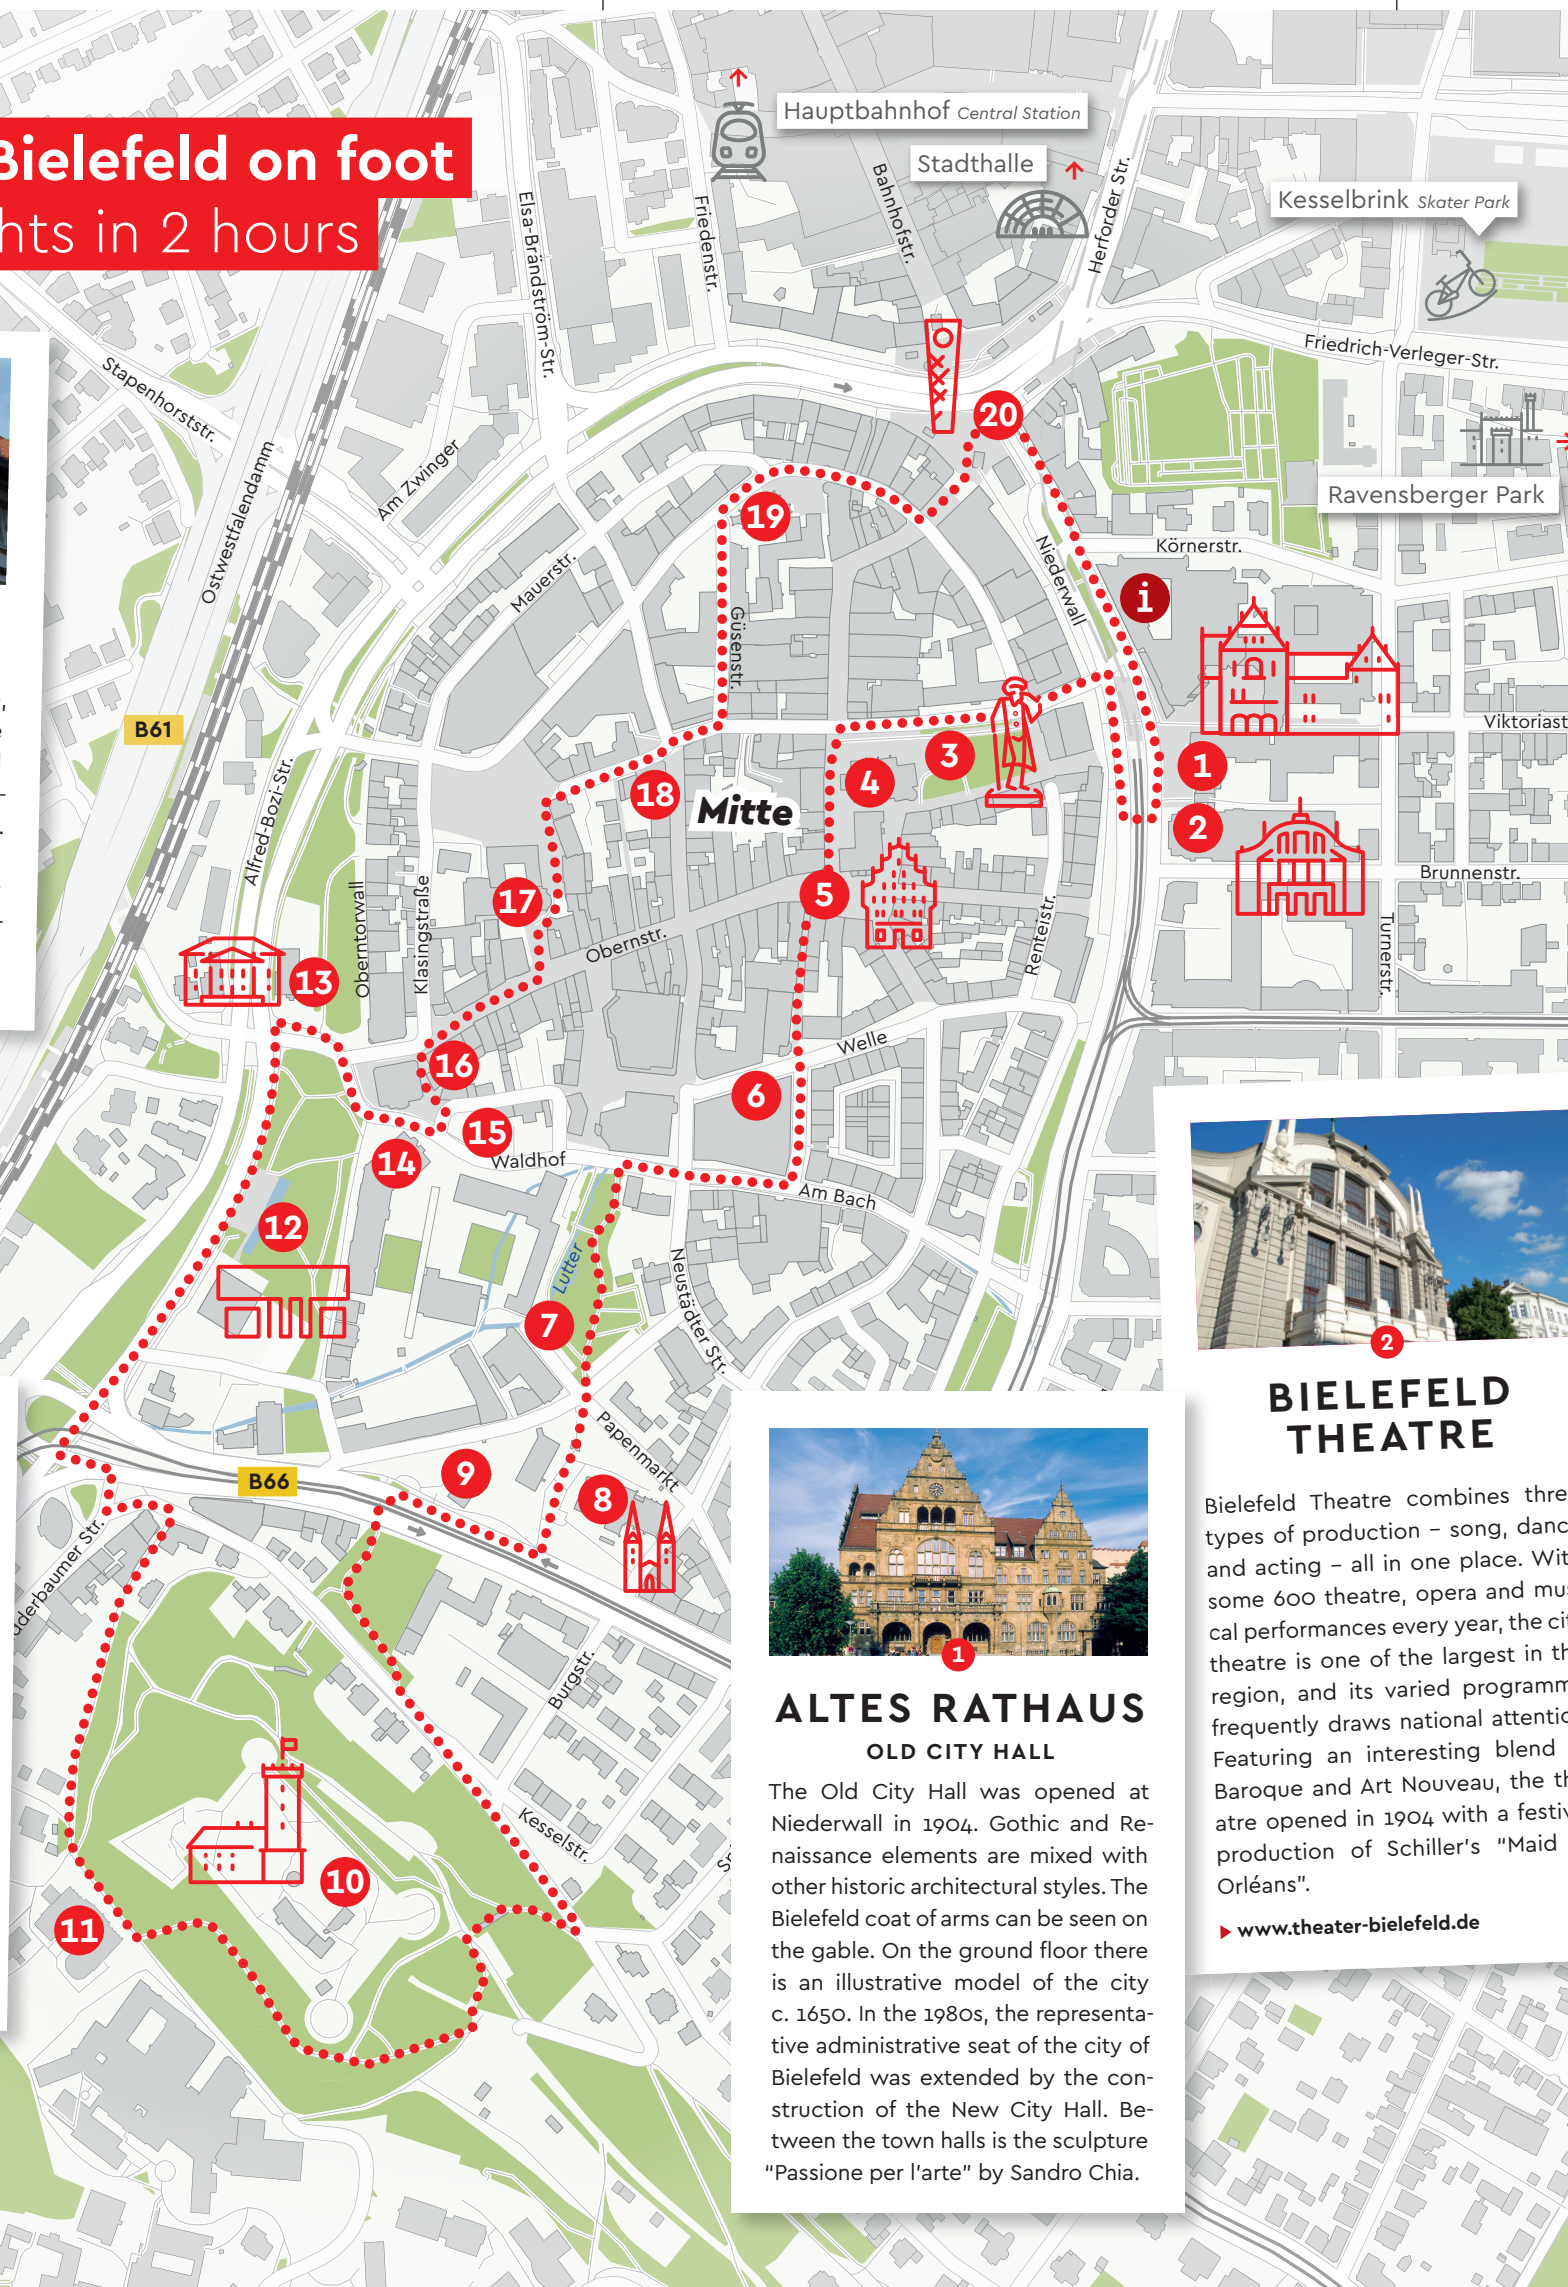 Bielefeld on foot
hts in 2 hours
Hauptbahnhof Central Station
Stadthalle
Kesselbrink Skater Park
Elsa-Brändström-Str.
Friedenstr.
Bahnhofstr.
Herforder Str.
Friedrich-Verleger-Str.
Stapenhorststr.
Am Zwinger
Ostwestfalendamm
20
Ravensberger Park
19
Körnerstr.
Mauerstr.
Niederwall
i
Güsenstr.
B61
Viktoriast
3
1
4
18
Mitte
2
Alfred-Bozi-Str.
Oberntorwall
Klasingstraße
17
5
Brunnenstr.
Obernstr.
Renteistr.
Turnerstr.
13
Welle
16
6
15
14
Waldhof
Am Bach
12
Lutter
7
Neustädter Str.
Papenmarkt
B66
9
8
derbaumer Str.
Burgstr.
Kesselstr.
10
11
1
ALTES RATHAUS
OLD CITY HALL
The Old City Hall was opened at
Niederwall in 1904. Gothic and Re-
naissance elements are mixed with
other historic architectural styles. The
Bielefeld coat of arms can be seen on
the gable. On the ground floor there
is an illustrative model of the city
c. 1650. In the 1980s, the representa-
tive administrative seat of the city of
Bielefeld was extended by the con-
struction of the New City Hall. Be-
tween the town halls is the sculpture
“Passione per l’arte” by Sandro Chia.
2
BIELEFELD
THEATRE
Bielefeld Theatre combines thre
types of production – song, danc
and acting – all in one place. Wit
some 600 theatre, opera and mus
cal performances every year, the cit
theatre is one of the largest in th
region, and its varied programm
frequently draws national attentio
Featuring an interesting blend
Baroque and Art Nouveau, the th
atre opened in 1904 with a festiv
production of Schiller’s “Maid
Orléans”.
www.theater-bielefeld.de